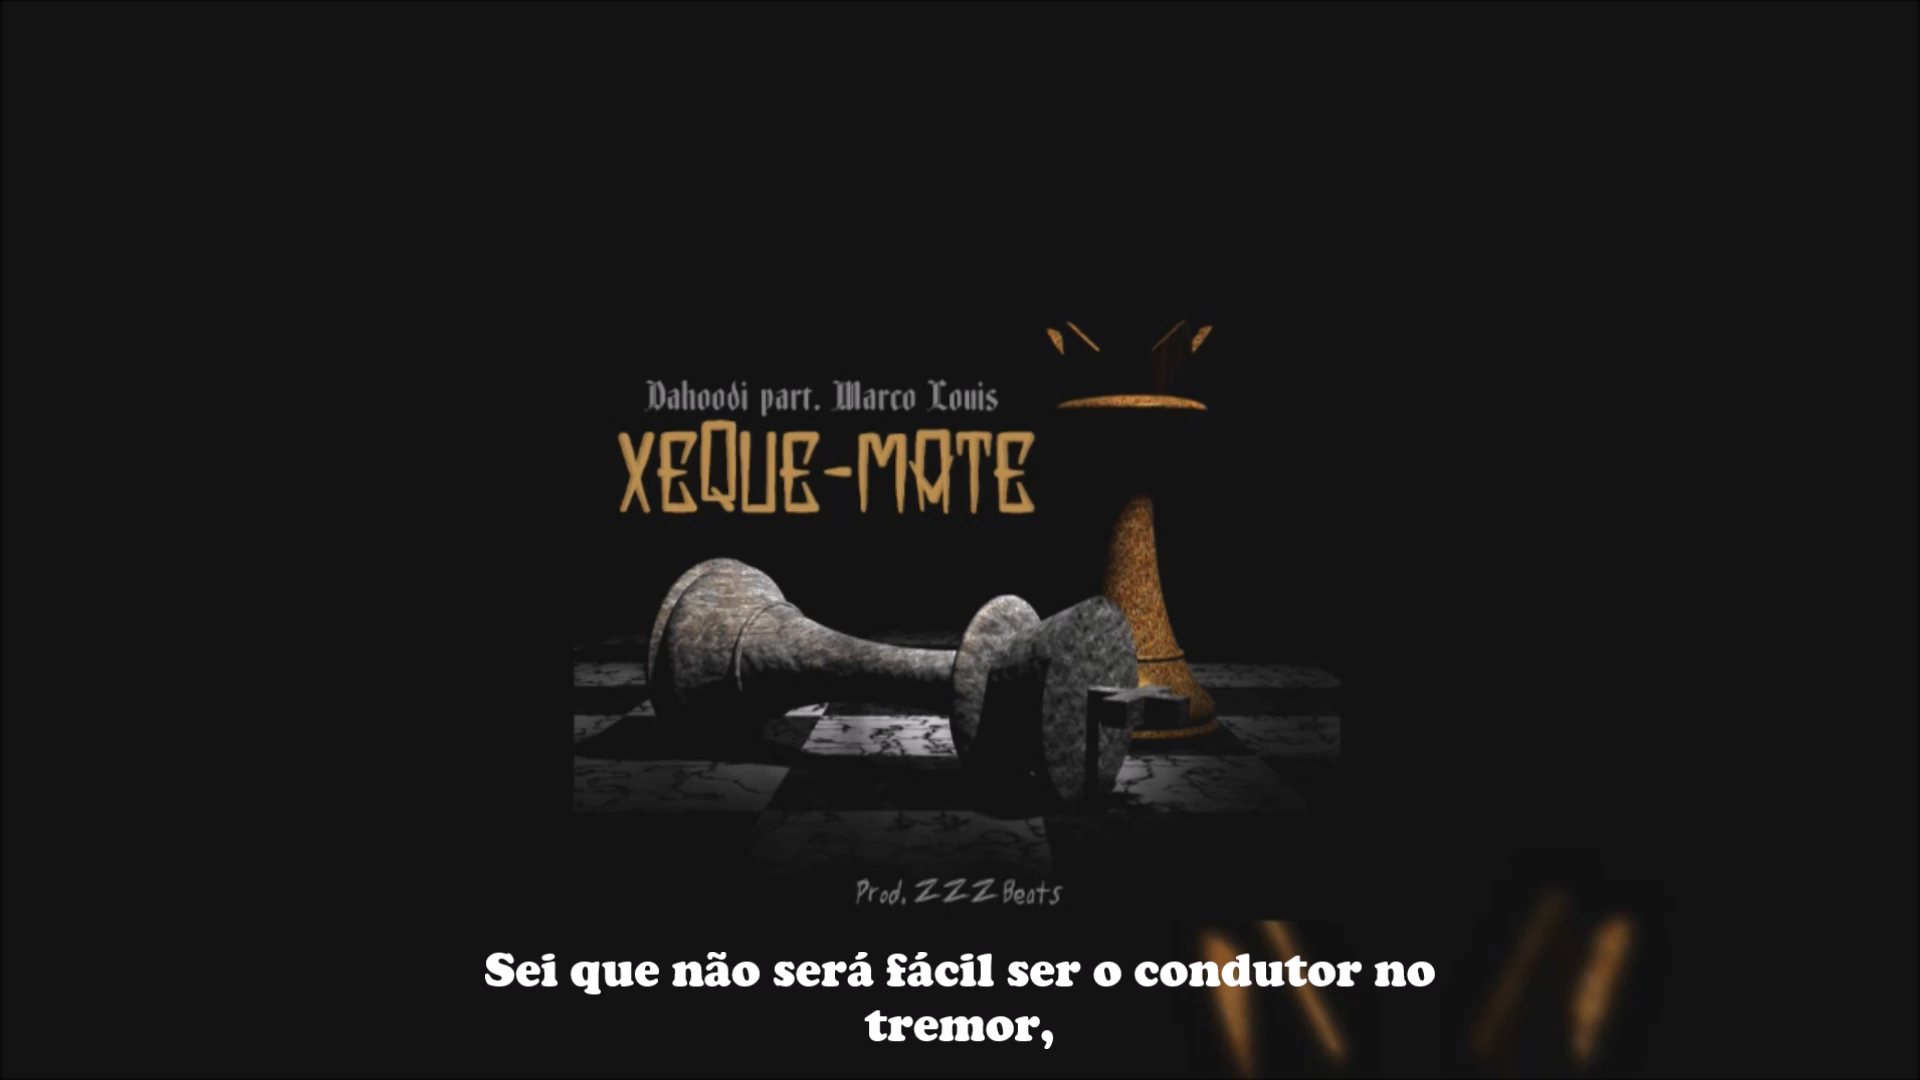 Dahoodi part. Marco Louis
XEQUE-MATE
Prod. ZZZ Beats
Sei que não será fácil ser o condutor no
tremor,